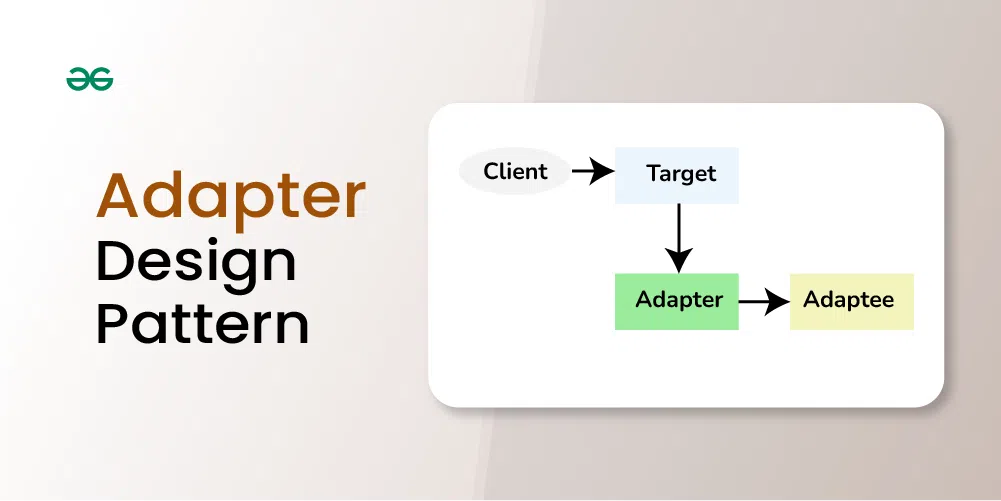 Adapter
Design
Pattern
Client
Target
Adapter
Adaptee